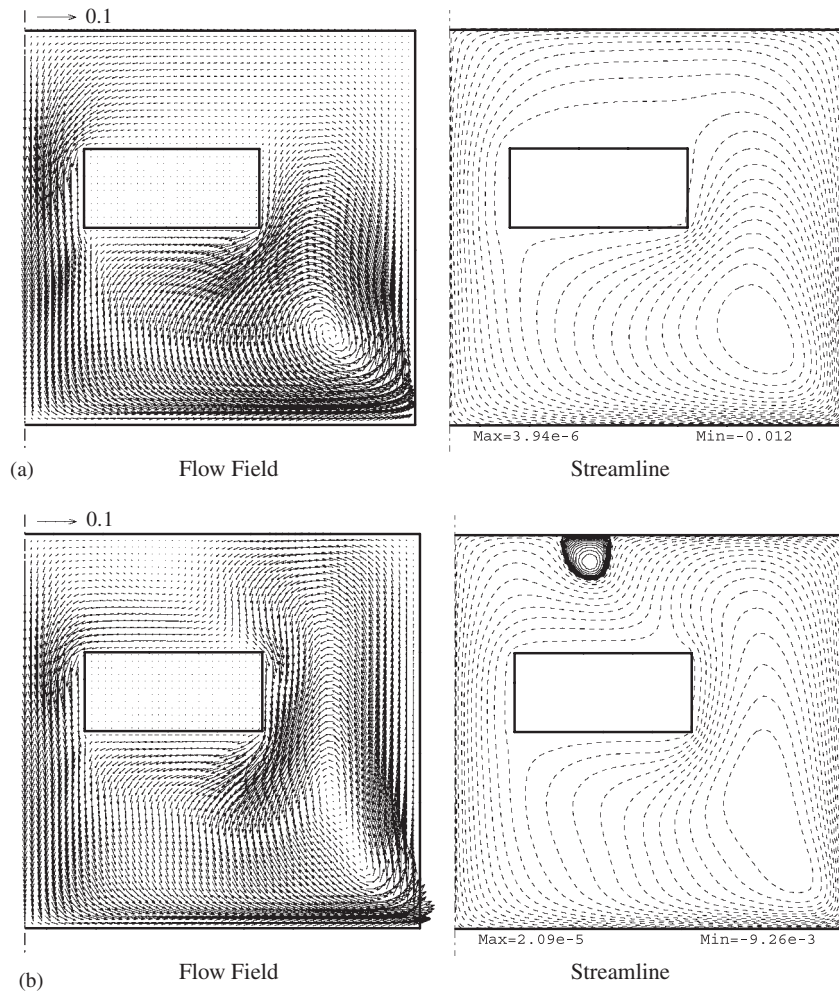 0.1
Max=3.94e-6 Min=-0.012
(a) Flow Field Streamline
0.1
Max=2.09e-5 Min=-9.26e-3
(b) Flow Field Streamline